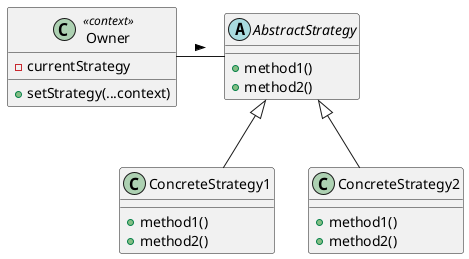 C
«context»
Owner
currentStrategy
setStrategy(...context)
A AbstractStrategy
method1()
method2()
C ConcreteStrategy1
method1()
method2()
C ConcreteStrategy2
method1()
method2()